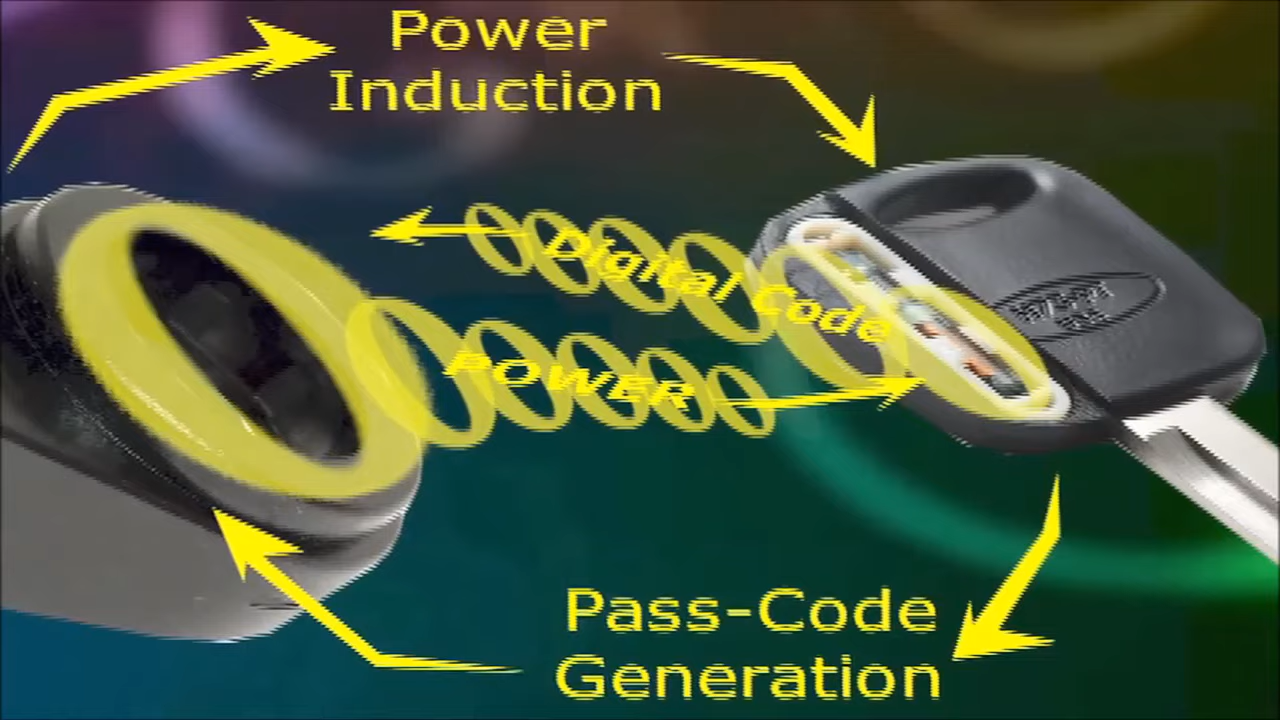 Power
Induction
Digital Code
POWER
Pass-Code
Generation